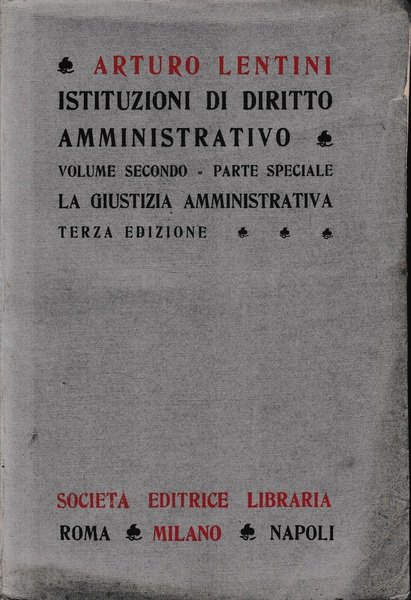 ARTURO LENTINI
ISTITUZIONI DI DIRITTO
AMMINISTRATIVO
VOLUME SECONDO - PARTE SPECIALE
LA GIUSTIZIA AMMINISTRATIVA
TERZA EDIZIONE
SOCIETA EDITRICE LIBRARIA
ROMA MILANO NAPOLI